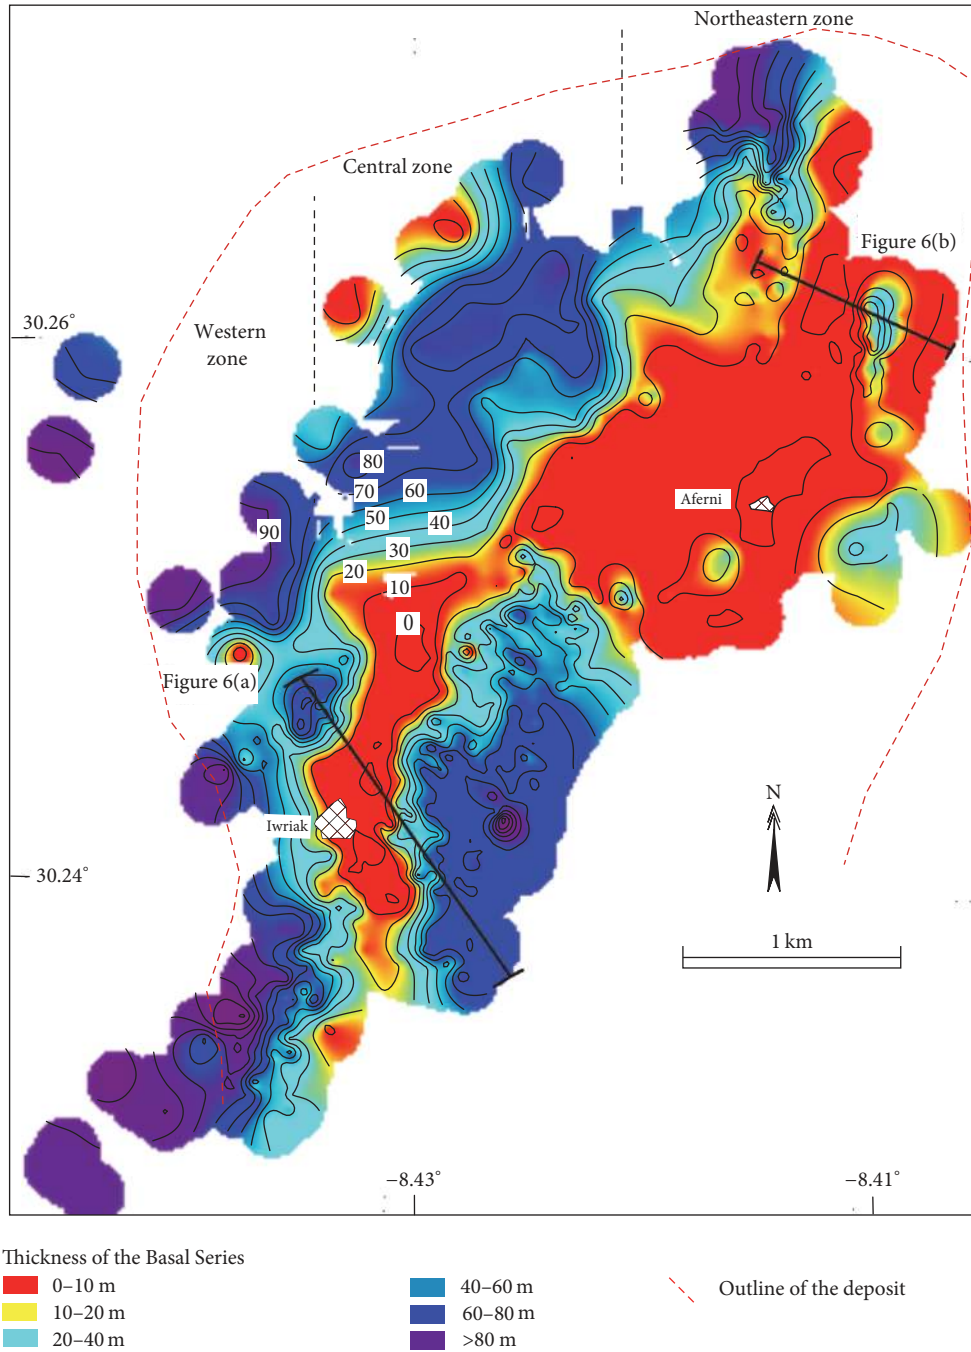 Northeastern zone
Central zone
Figure 6(b)
30.26°
Western
zone
80
70
60
50
40
90
Aferni
30
20
10
0
Figure 6(a)
N
Iwriak
30.24°
1 km
−8.43°
−8.41°
Thickness of the Basal Series
0–10 m
10–20 m
20–40 m
40–60 m
60–80 m
>80 m
Outline of the deposit